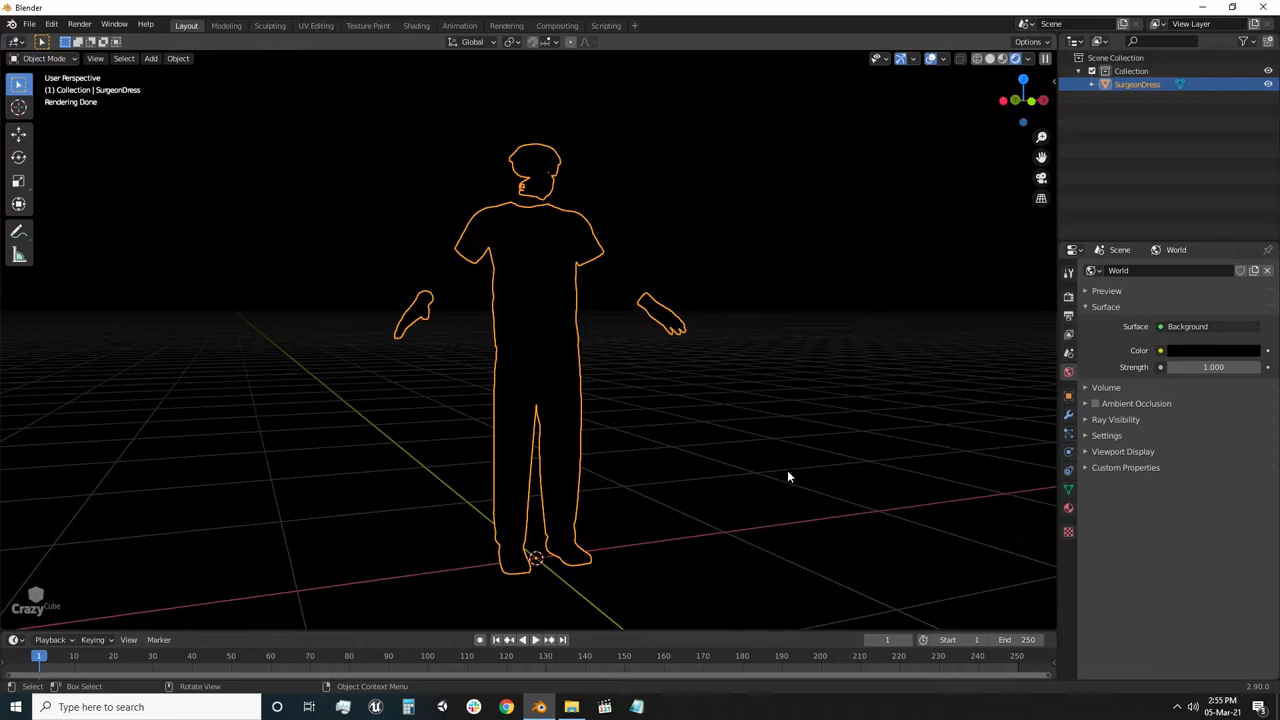 Blender
File Edit Render Window Help
Layout Modeling Sculpting UV Editing Texture Paint Shading Animation Rendering Compositing Scripting +
Scene
View Layer
Global
Options
Object Mode View Select Add Object
User Perspective
(1) Collection | SurgeonDress
Rendering Done
Z
Scene Collection
Collection
SurgeonDress
Scene World
World
Preview
Surface
Surface Background
Color
Strength 1.000
Volume
Ambient Occlusion
Ray Visibility
Settings
Viewport Display
Custom Properties
CrazyCube
Playback Keying View Marker
1 Start 1 End 250
1 10 20 30 40 50 60 70 80 90 100 110 120 130 140 150 160 170 180 190 200 210 220 230 240 250
Select Box Select Rotate View Object Context Menu
2.90.0
Type here to search
2:55 PM
05-Mar-21